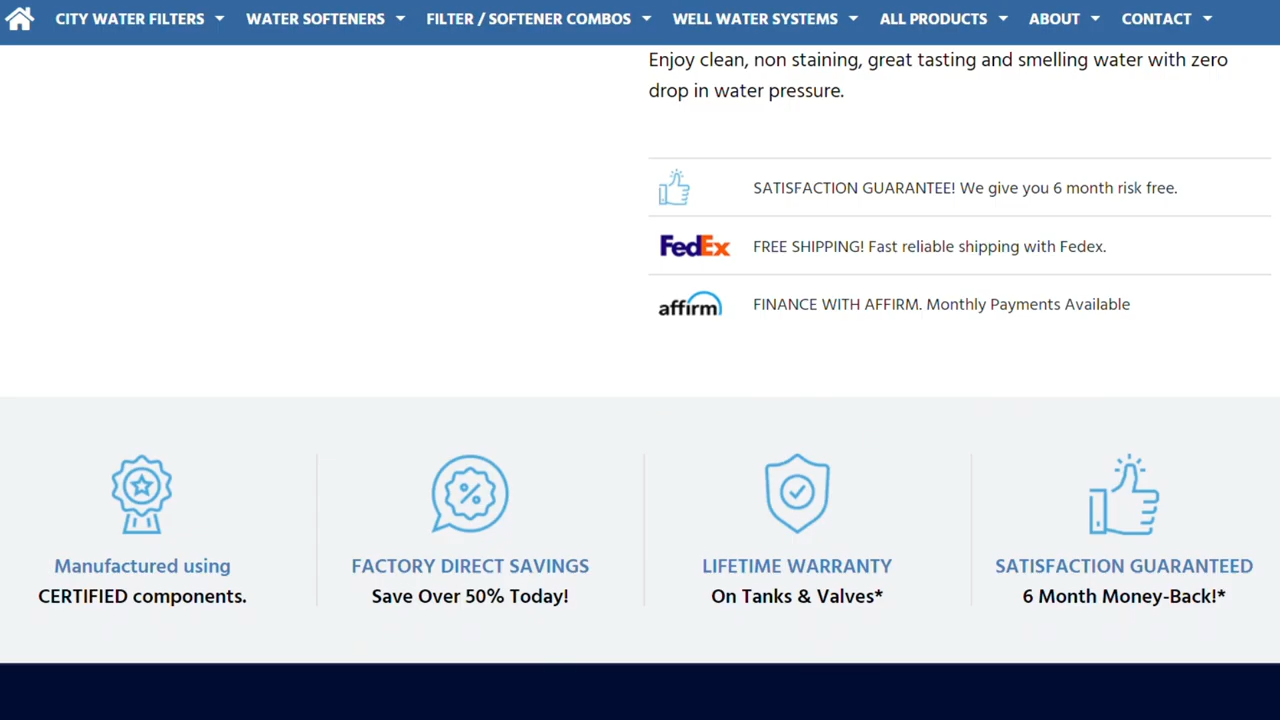 CITY WATER FILTERS WATER SOFTENERS FILTER / SOFTENER COMBOS WELL WATER SYSTEMS ALL PRODUCTS ABOUT CONTACT
Enjoy clean, non staining, great tasting and smelling water with zero
drop in water pressure.
SATISFACTION GUARANTEE! We give you 6 month risk free.
FedEx FREE SHIPPING! Fast reliable shipping with Fedex.
affirm FINANCE WITH AFFIRM. Monthly Payments Available
Manufactured using
CERTIFIED components.
FACTORY DIRECT SAVINGS
Save Over 50% Today!
LIFETIME WARRANTY
On Tanks & Valves*
SATISFACTION GUARANTEED
6 Month Money-Back!*